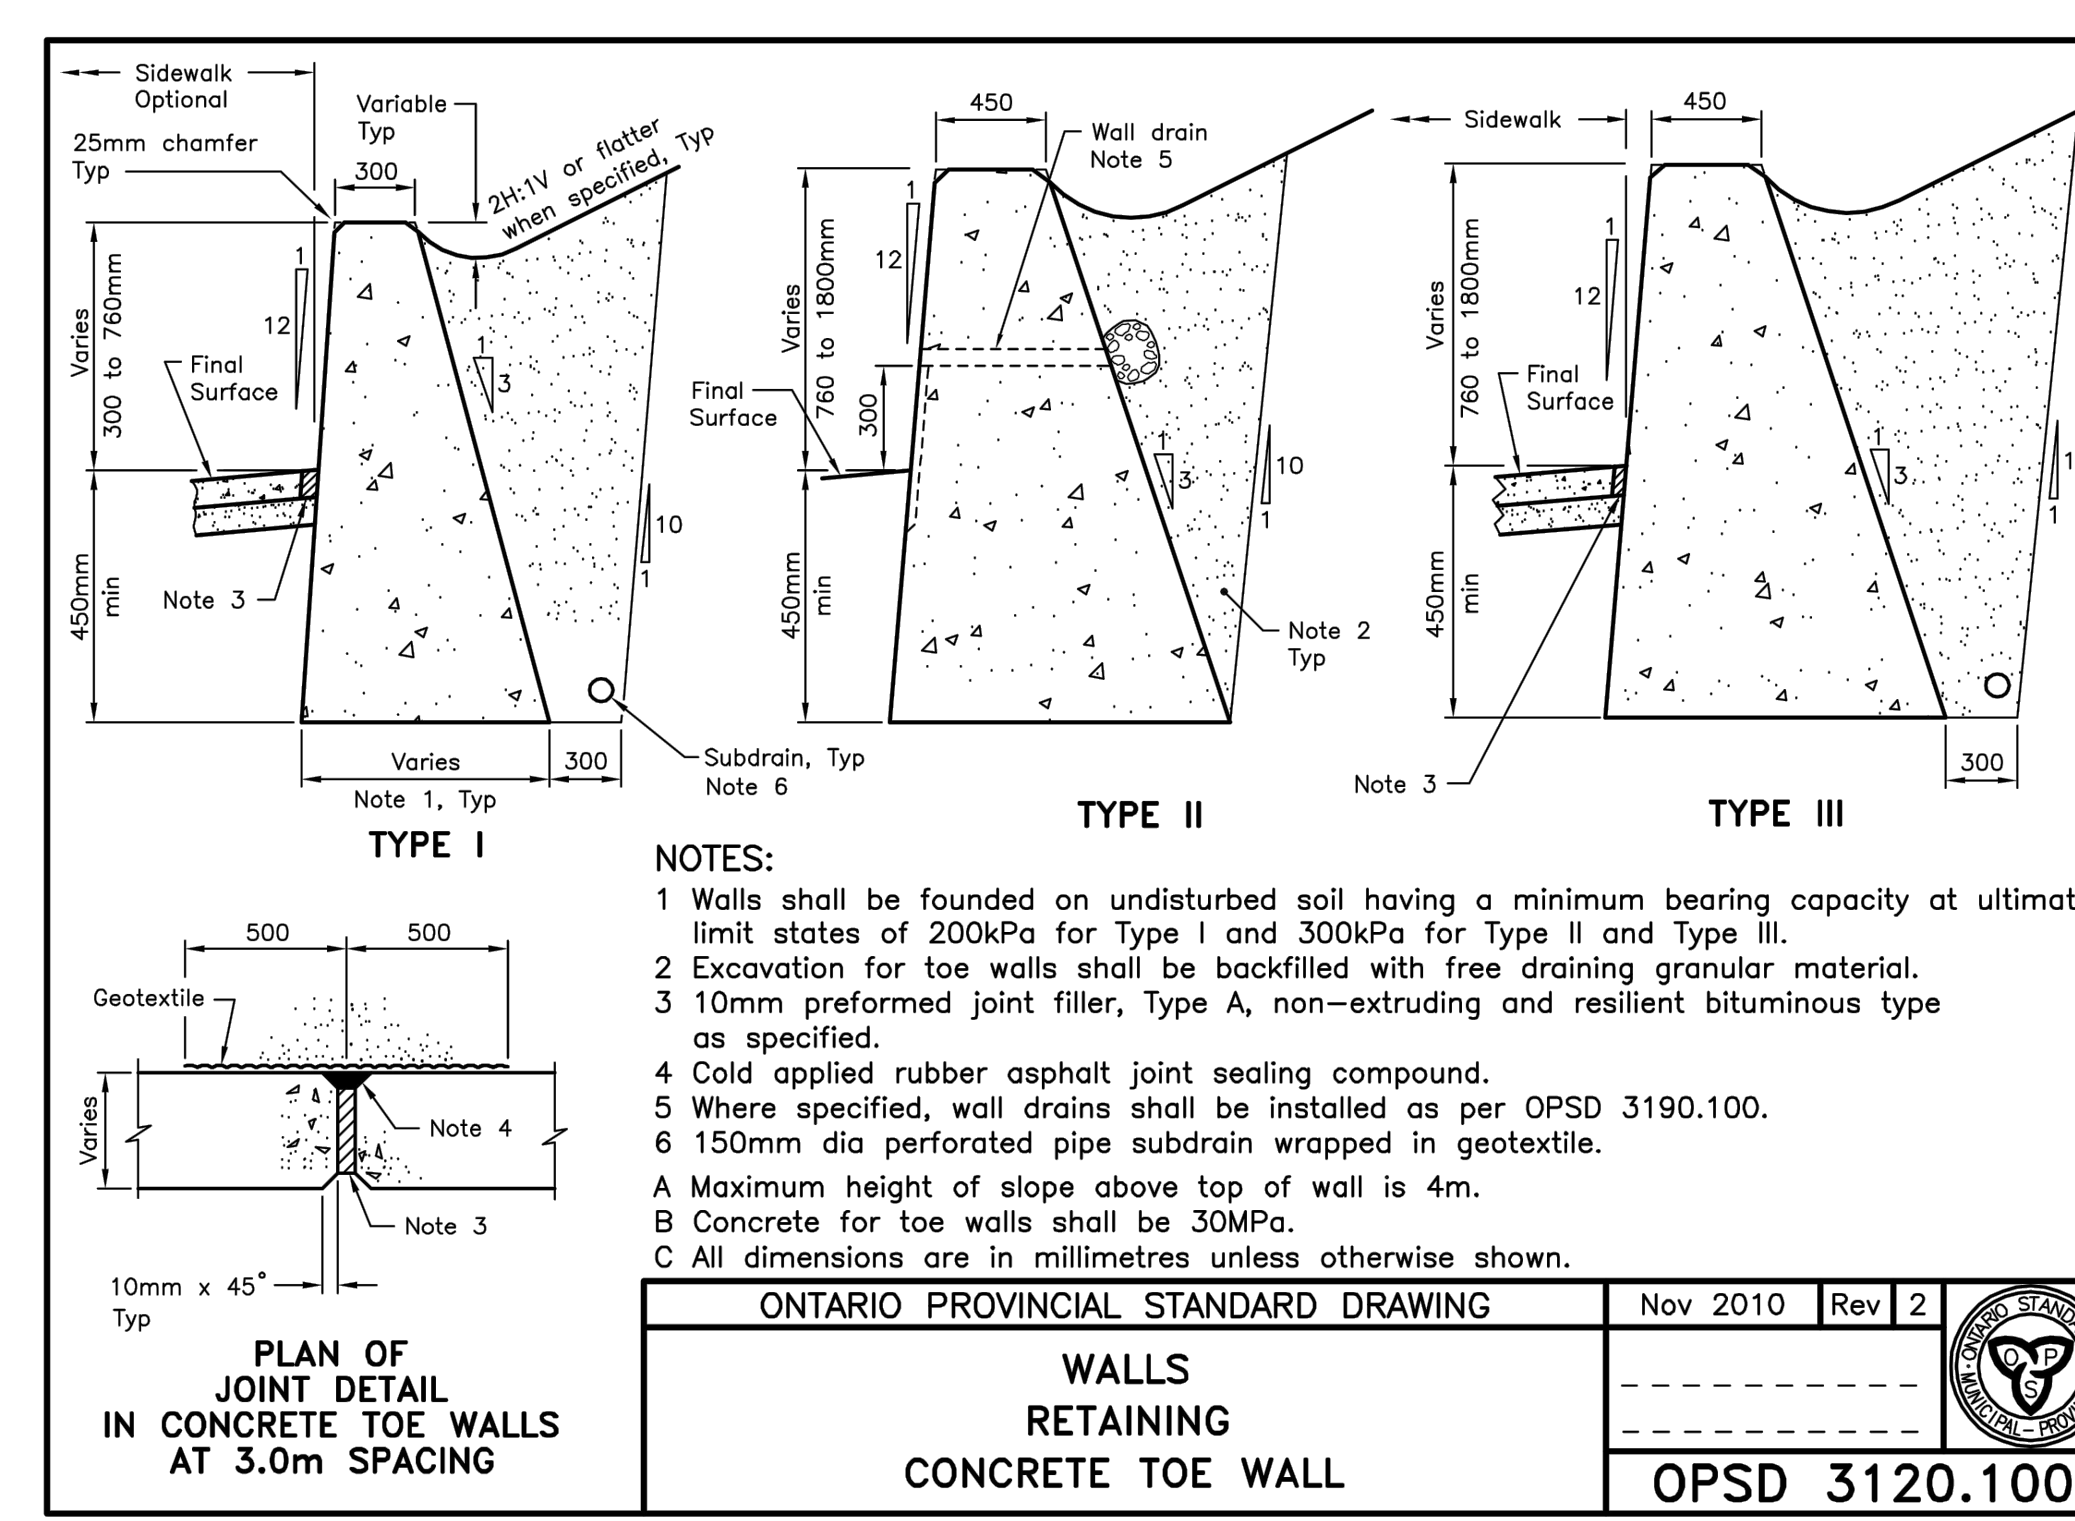 Sidewalk
Optional
25mm chamfer
Typ
Variable
Typ
300
2H:1V or flatter
when specified, Typ
Varies
300 to 760mm
1
12
Final
Surface
1
3
450mm
min
Note 3
10
1
Varies
Note 1, Typ
300
Subdrain, Typ
Note 6
TYPE I
450
Wall drain
Note 5
Varies
760 to 1800mm
1
12
Final
Surface
300
1
3
10
1
450mm
min
Note 2
Typ
TYPE II
Sidewalk
450
Varies
760 to 1800mm
1
12
Final
Surface
1
3
1
1
450mm
min
Note 3
300
TYPE III
500
500
Geotextile
Varies
Note 4
Note 3
10mm x 45°
Typ
PLAN OF
JOINT DETAIL
IN CONCRETE TOE WALLS
AT 3.0m SPACING
NOTES:
1 Walls shall be founded on undisturbed soil having a minimum bearing capacity at ultimat
limit states of 200kPa for Type I and 300kPa for Type II and Type III.
2 Excavation for toe walls shall be backfilled with free draining granular material.
3 10mm preformed joint filler, Type A, non-extruding and resilient bituminous type
as specified.
4 Cold applied rubber asphalt joint sealing compound.
5 Where specified, wall drains shall be installed as per OPSD 3190.100.
6 150mm dia perforated pipe subdrain wrapped in geotextile.
A Maximum height of slope above top of wall is 4m.
B Concrete for toe walls shall be 30MPa.
C All dimensions are in millimetres unless otherwise shown.
ONTARIO PROVINCIAL STANDARD DRAWING
Nov 2010 Rev 2
WALLS
RETAINING
CONCRETE TOE WALL
ONTARIO STANDA
MUNICIPAL-PROVI
O P
S
OPSD 3120.100